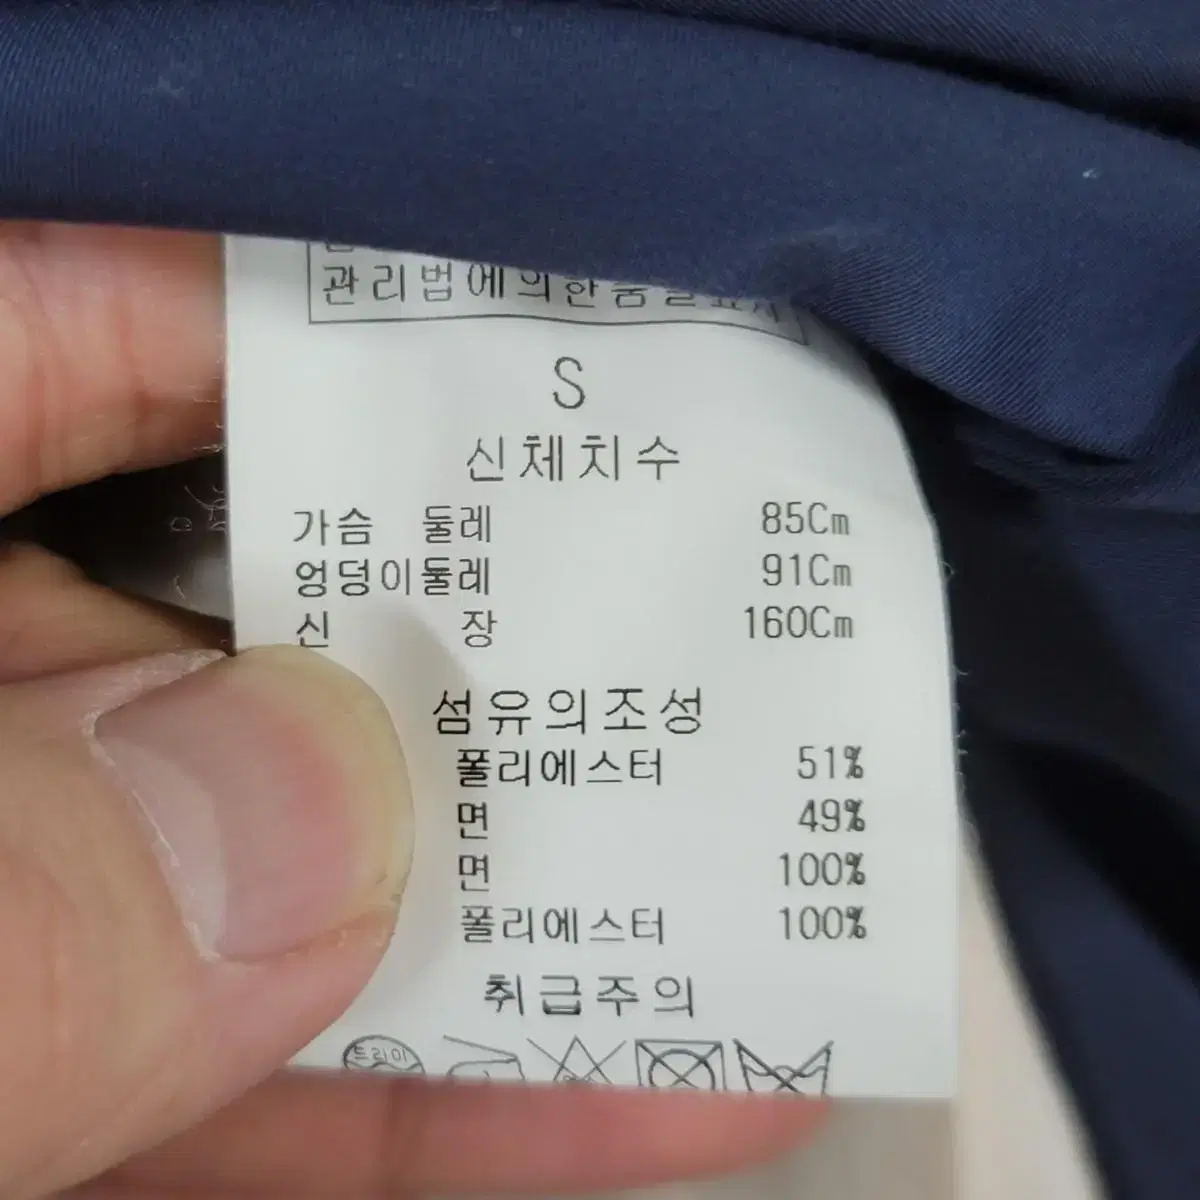 관리법에의한품질표시
S
신체치수
가슴 둘레 85Cm
엉덩이둘레 91Cm
신 장 160Cm
섬유의조성
폴리에스터 51%
면 49%
면 100%
폴리에스터 100%
취급주의
드라이